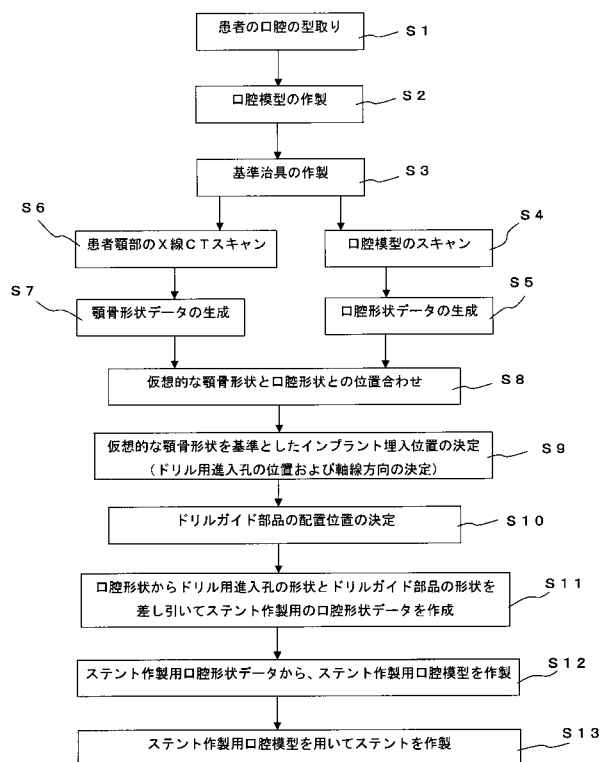 患者の口腔の型取り
S1
口腔模型の作製
S2
基準治具の作製
S3
S6
患者顎部のX線CTスキャン
S4
口腔模型のスキャン
S7
顎骨形状データの生成
S5
口腔形状データの生成
仮想的な顎骨形状と口腔形状との位置合わせ
S8
仮想的な顎骨形状を基準としたインプラント埋入位置の決定
(ドリル用進入孔の位置および軸線方向の決定)
S9
ドリルガイド部品の配置位置の決定
S10
口腔形状からドリル用進入孔の形状とドリルガイド部品の形状を
差し引いてステント作製用の口腔形状データを作成
S11
ステント作製用口腔形状データから、ステント作製用口腔模型を作製
S12
ステント作製用口腔模型を用いてステントを作製
S13